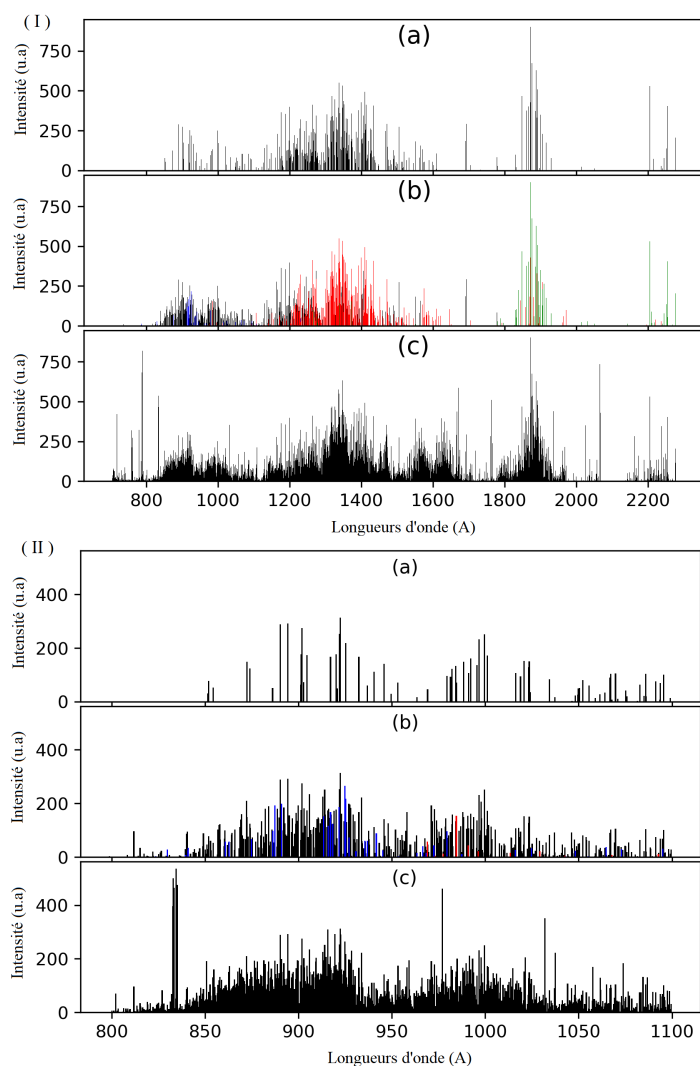 ( I )
(a)
Intensité (u.a)
750
500
250
0
(b)
Intensité (u.a)
750
500
250
0
(c)
Intensité (u.a)
750
500
250
0
800 1000 1200 1400 1600 1800 2000 2200
Longueurs d'onde (A)
( II )
(a)
Intensité (u.a)
400
200
0
(b)
Intensité (u.a)
400
200
0
(c)
Intensité (u.a)
400
200
0
800 850 900 950 1000 1050 1100
Longueurs d'onde (A)